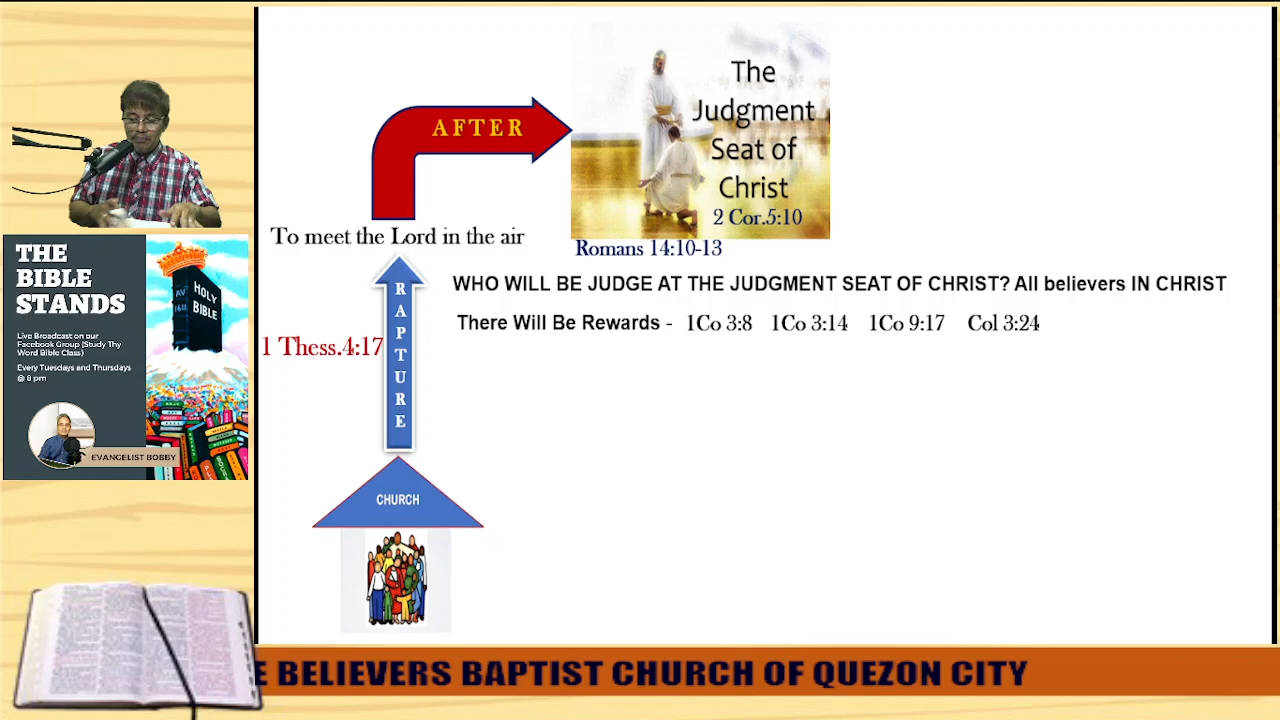 THE
BIBLE
STANDS
Live Broadcast on our
Facebook Group (Study Thy
Word Bible Class)
Every Tuesdays and Thursdays
@ 8 pm
EVANGELIST BOBBY
AV
1611
HOLY
BIBLE
AFTER
The
Judgment
Seat of
Christ
2 Cor.5:10
Romans 14:10-13
To meet the Lord in the air
WHO WILL BE JUDGE AT THE JUDGMENT SEAT OF CHRIST? All believers IN CHRIST
There Will Be Rewards - 1Co 3:8 1Co 3:14 1Co 9:17 Col 3:24
1 Thess.4:17
RAPTURE
CHURCH
E BELIEVERS BAPTIST CHURCH OF QUEZON CITY